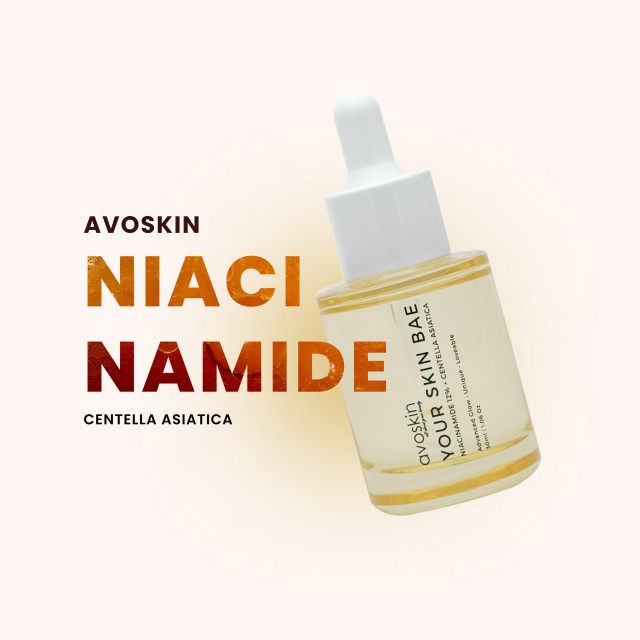 AVOSKIN
NIACI
NAMIDE
CENTELLA ASIATICA
avoskin
YOUR SKIN BAE
NIACINAMIDE 12% + CENTELLA ASIATICA
Advanced Glow · Unique · Loveable
30ml | 1.06 Oz